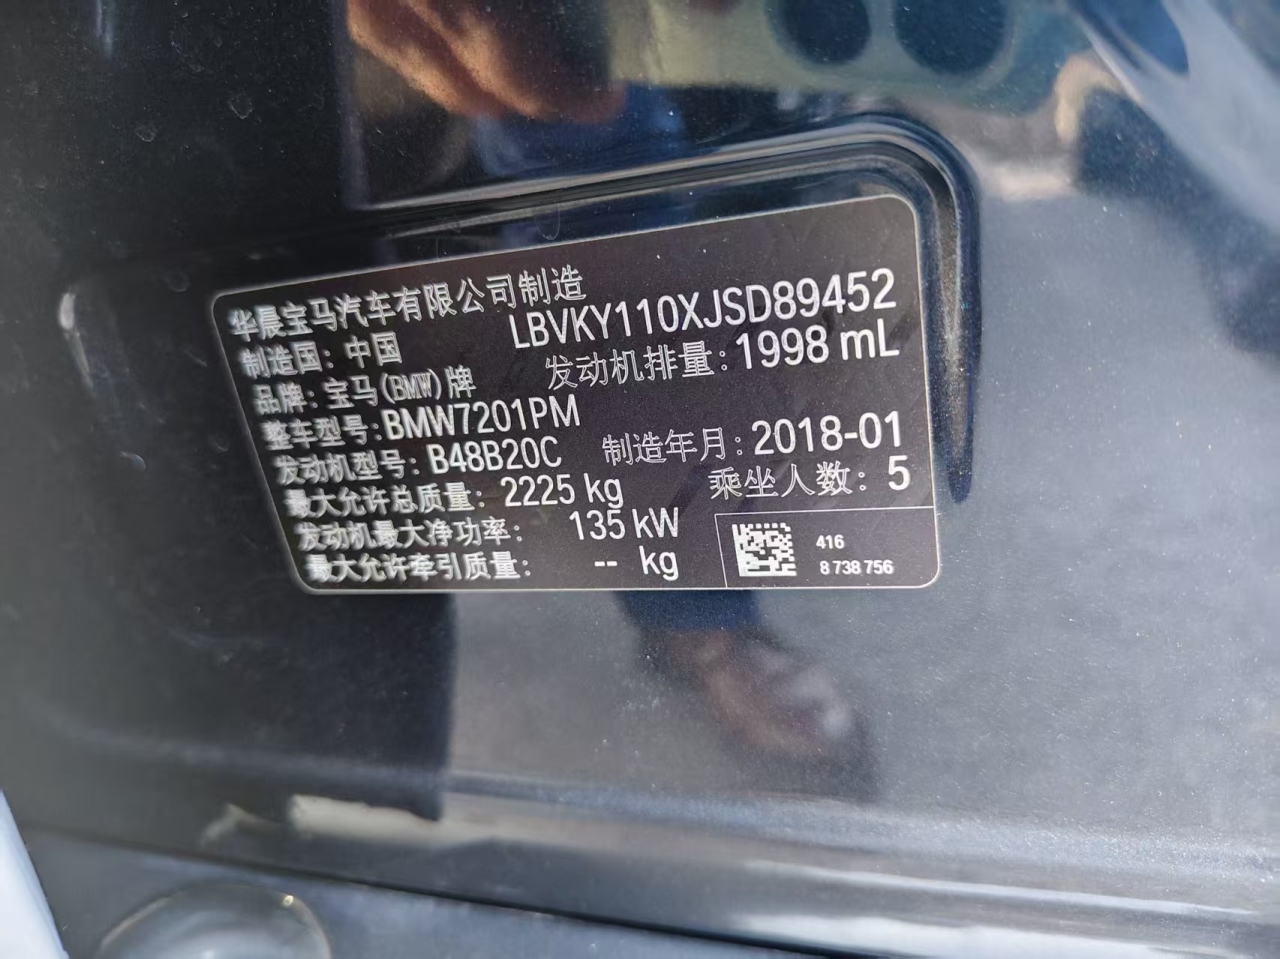 华晨宝马汽车有限公司制造
制造国：中国 LBVKY110XJSD89452
品牌：宝马(BMW)牌 发动机排量：1998 mL
整车型号：BMW7201PM
发动机型号：B48B20C 制造年月：2018-01
最大允许总质量：2225 kg 乘坐人数：5
发动机最大净功率：135 kW
最大允许牵引质量：-- kg
416
8 738 756